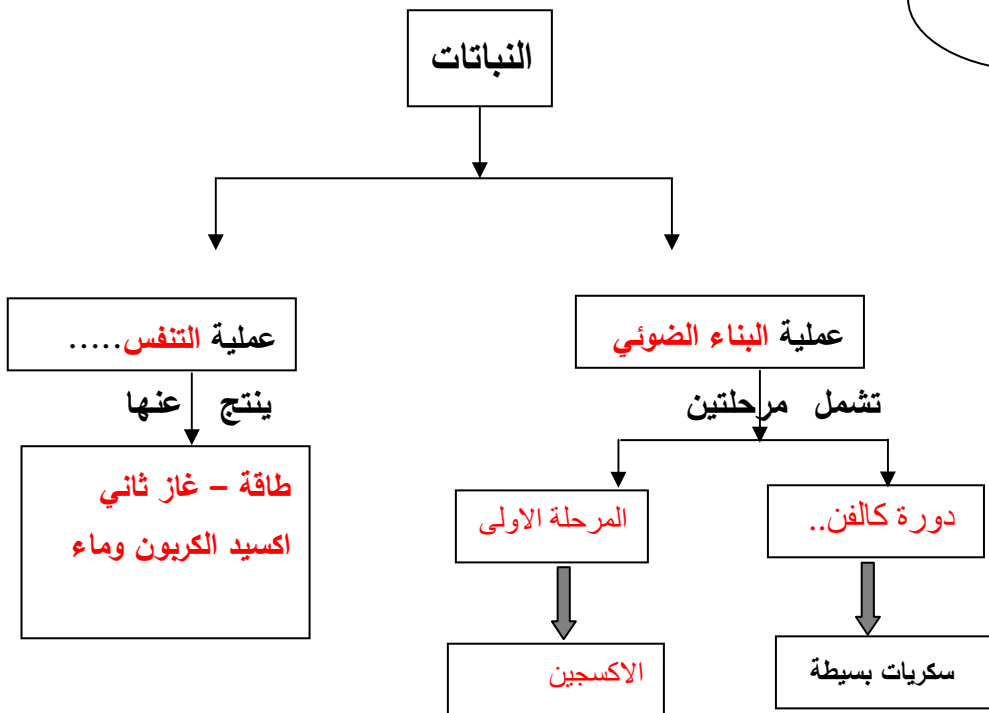 النباتات
عملية البناء الضوئي
عملية التنفس.....
تشمل مرحلتين
ينتج عنها
طاقة – غاز ثاني
اكسيد الكربون وماء
دورة كالفن..
المرحلة الاولى
سكريات بسيطة
الاكسجين